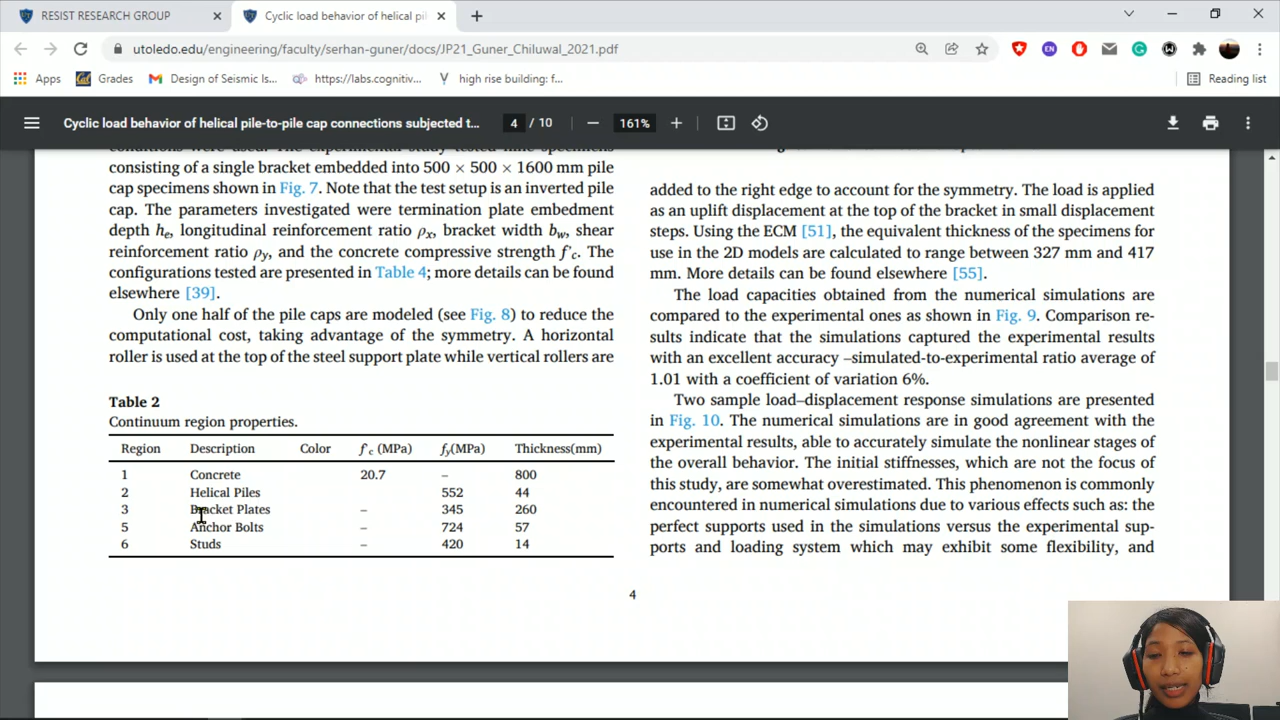 RESIST RESEARCH GROUP
Cyclic load behavior of helical pil
utoledo.edu/engineering/faculty/serhan-guner/docs/JP21_Guner_Chiluwal_2021.pdf
Apps Grades Design of Seismic Is... https://labs.cognitiv... high rise building: f... Reading list
Cyclic load behavior of helical pile-to-pile cap connections subjected t... 4 / 10 161%
conditions were used. The experimental study tested nine specimens
consisting of a single bracket embedded into 500 × 500 × 1600 mm pile
cap specimens shown in Fig. 7. Note that the test setup is an inverted pile
cap. The parameters investigated were termination plate embedment
depth he, longitudinal reinforcement ratio ρx, bracket width bw, shear
reinforcement ratio ρy, and the concrete compressive strength f'c. The
configurations tested are presented in Table 4; more details can be found
elsewhere [39].
Only one half of the pile caps are modeled (see Fig. 8) to reduce the
computational cost, taking advantage of the symmetry. A horizontal
roller is used at the top of the steel support plate while vertical rollers are
Table 2
Continuum region properties.
Region Description Color f'c (MPa) fy(MPa) Thickness(mm)
1 Concrete 20.7 – 800
2 Helical Piles 552 44
3 Bracket Plates – 345 260
5 Anchor Bolts – 724 57
6 Studs – 420 14
added to the right edge to account for the symmetry. The load is applied
as an uplift displacement at the top of the bracket in small displacement
steps. Using the ECM [51], the equivalent thickness of the specimens for
use in the 2D models are calculated to range between 327 mm and 417
mm. More details can be found elsewhere [55].
The load capacities obtained from the numerical simulations are
compared to the experimental ones as shown in Fig. 9. Comparison re-
sults indicate that the simulations captured the experimental results
with an excellent accuracy –simulated-to-experimental ratio average of
1.01 with a coefficient of variation 6%.
Two sample load–displacement response simulations are presented
in Fig. 10. The numerical simulations are in good agreement with the
experimental results, able to accurately simulate the nonlinear stages of
the overall behavior. The initial stiffnesses, which are not the focus of
this study, are somewhat overestimated. This phenomenon is commonly
encountered in numerical simulations due to various effects such as: the
perfect supports used in the simulations versus the experimental sup-
ports and loading system which may exhibit some flexibility, and
4